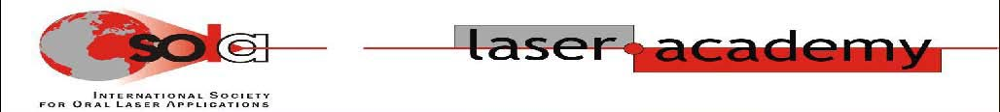 sola
laser academy
INTERNATIONAL SOCIETY
FOR ORAL LASER APPLICATIONS